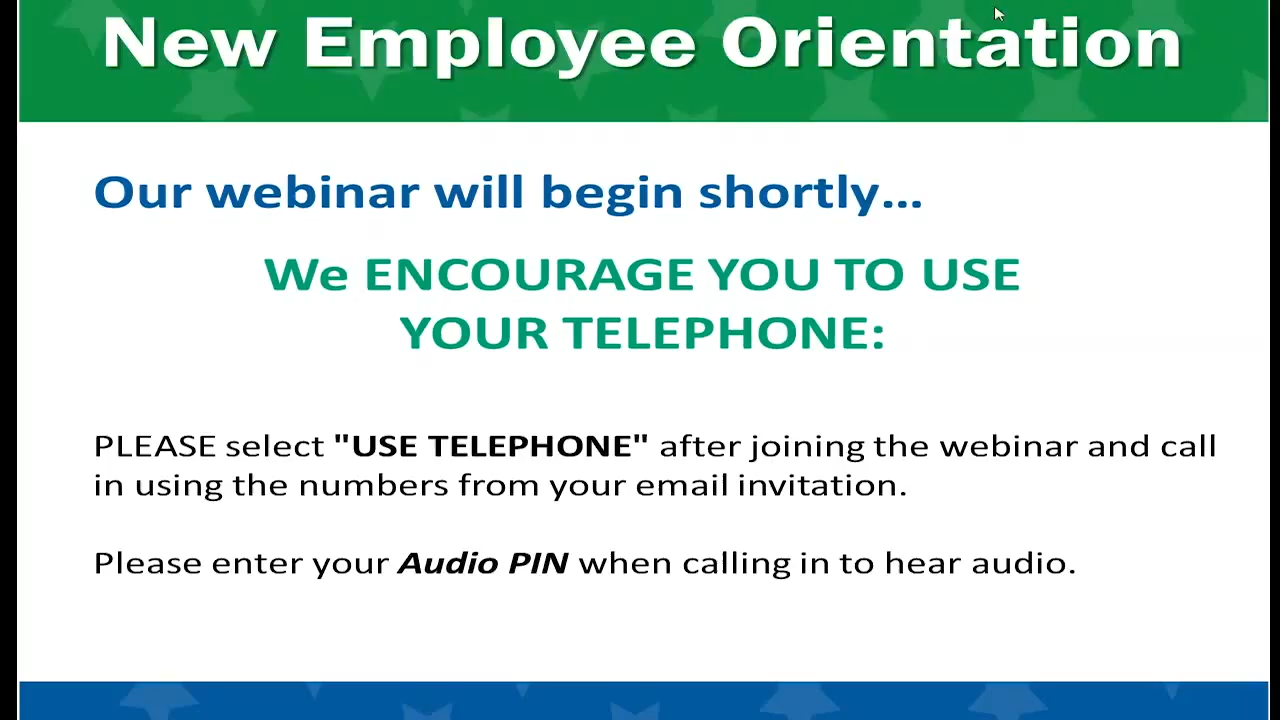 New Employee Orientation
Our webinar will begin shortly...
We ENCOURAGE YOU TO USE
YOUR TELEPHONE:
PLEASE select "USE TELEPHONE" after joining the webinar and call
in using the numbers from your email invitation.
Please enter your Audio PIN when calling in to hear audio.